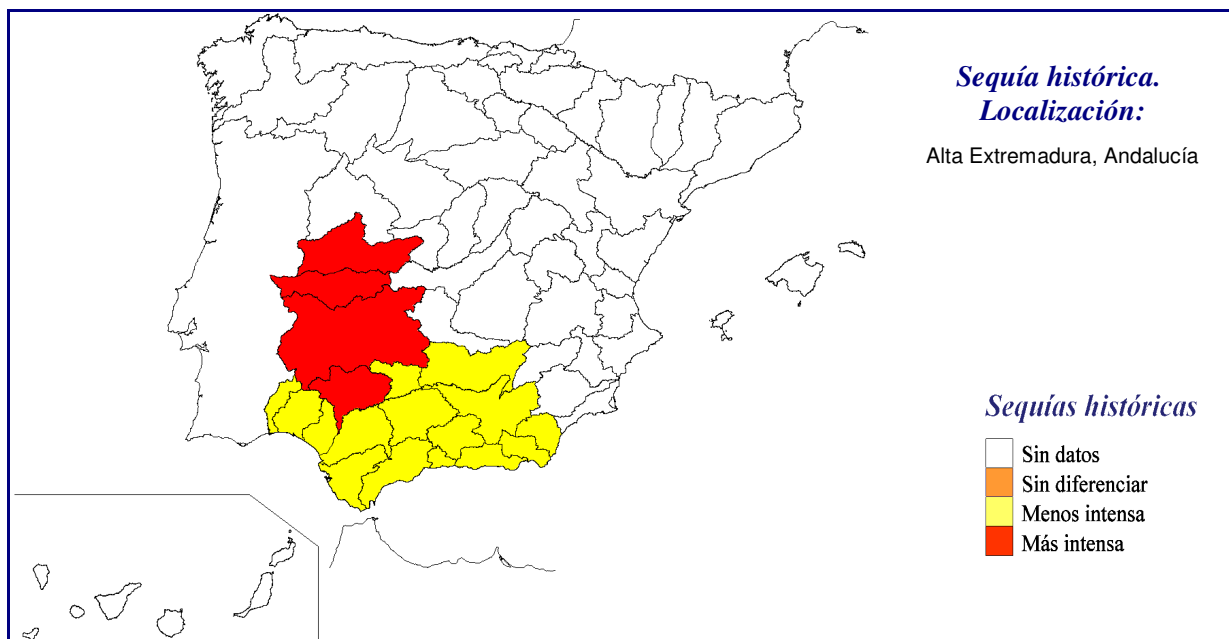 Sequía histórica.
Localización:
Alta Extremadura, Andalucía
Sequías históricas
Sin datos
Sin diferenciar
Menos intensa
Más intensa